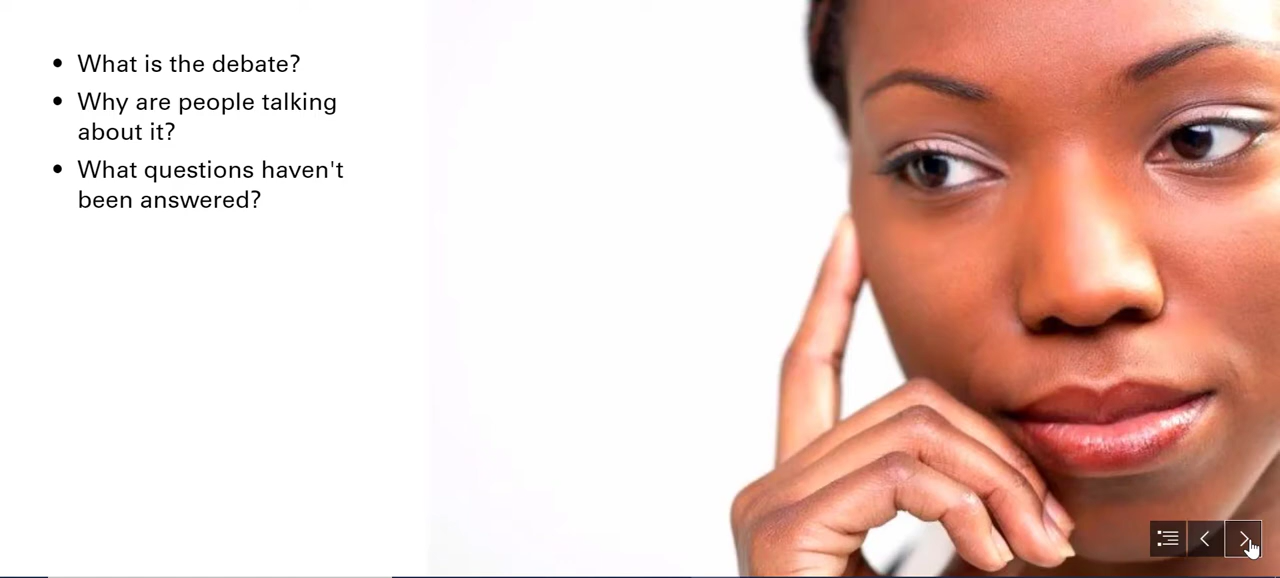 • What is the debate?
• Why are people talking
about it?
• What questions haven't
been answered?